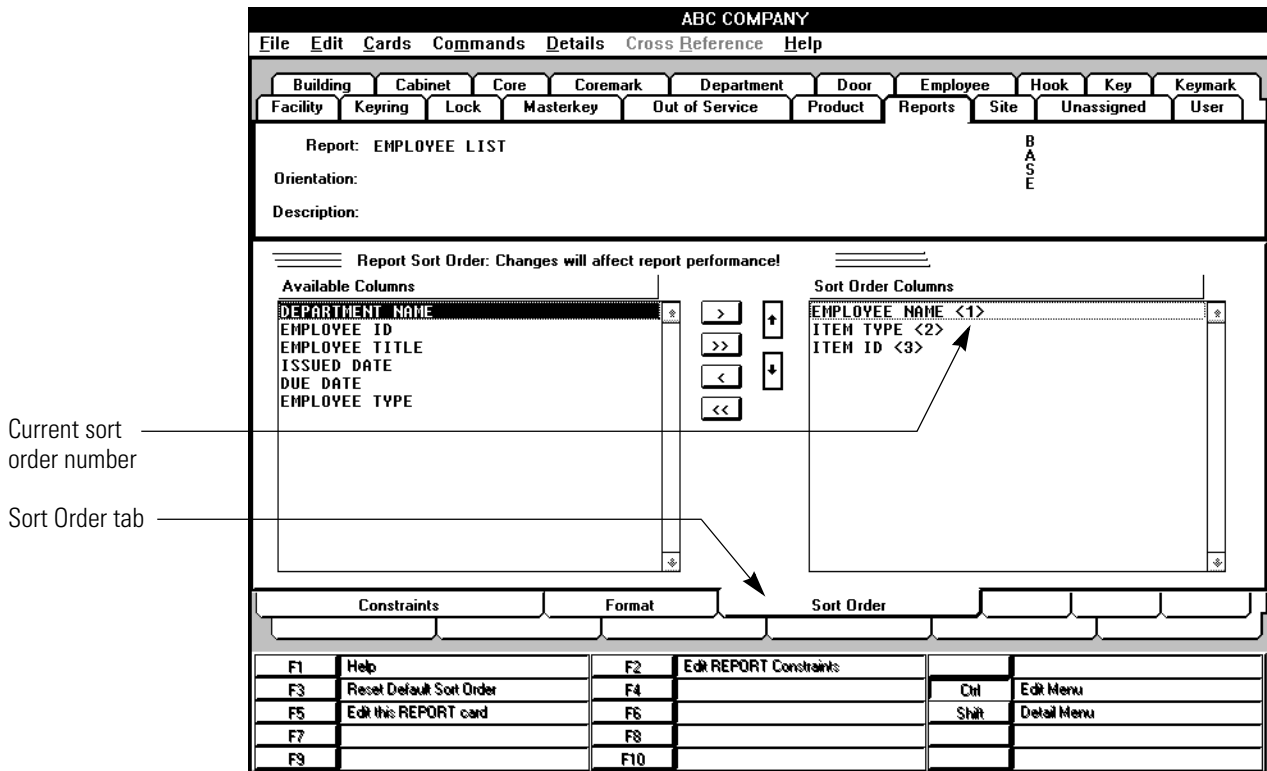 ABC COMPANY
File Edit Cards Commands Details Cross Reference Help
Building Cabinet Core Coremark Department Door Employee Hook Key Keymark
Facility Keyring Lock Masterkey Out of Service Product Reports Site Unassigned User
Report: EMPLOYEE LIST
BASE
Orientation:
Description:
Report Sort Order: Changes will affect report performance!
Available Columns Sort Order Columns
DEPARTMENT NAME EMPLOYEE NAME <1>
EMPLOYEE ID > ITEM TYPE <2>
EMPLOYEE TITLE >> ITEM ID <3>
ISSUED DATE
DUE DATE <
EMPLOYEE TYPE <<
Current sort
order number
Sort Order tab
Constraints Format Sort Order
F1 Help F2 Edit REPORT Constraints
F3 Reset Default Sort Order F4 Ctrl Edit Menu
F5 Edit this REPORT card F6 Shift Detail Menu
F7 F8
F9 F10